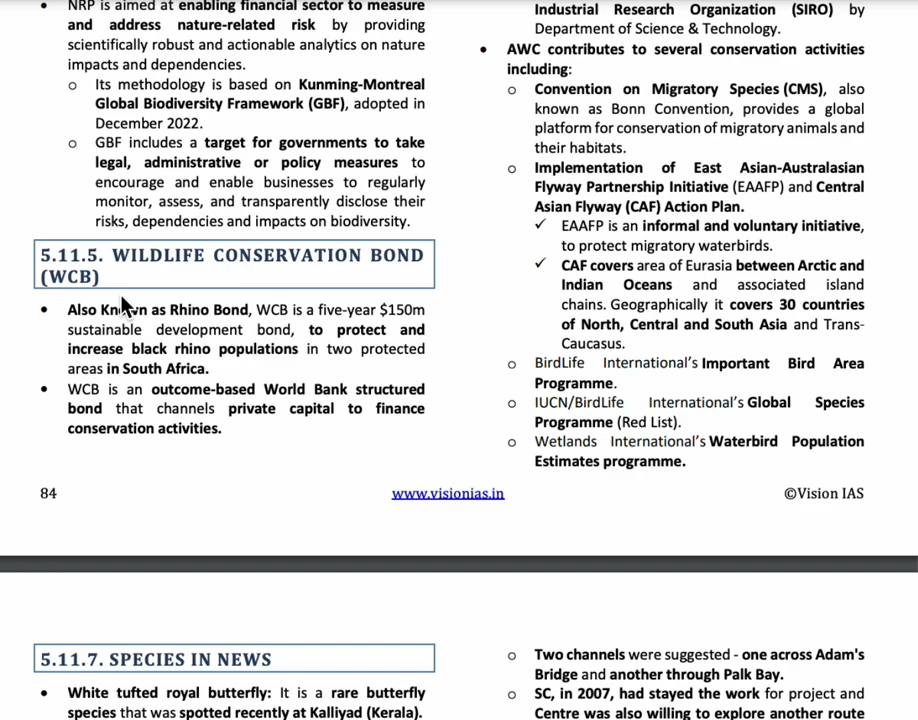 • NRP is aimed at enabling financial sector to measure
and address nature-related risk by providing
scientifically robust and actionable analytics on nature
impacts and dependencies.
o Its methodology is based on Kunming-Montreal
Global Biodiversity Framework (GBF), adopted in
December 2022.
o GBF includes a target for governments to take
legal, administrative or policy measures to
encourage and enable businesses to regularly
monitor, assess, and transparently disclose their
risks, dependencies and impacts on biodiversity.
5.11.5. WILDLIFE CONSERVATION BOND
(WCB)
• Also Known as Rhino Bond, WCB is a five-year $150m
sustainable development bond, to protect and
increase black rhino populations in two protected
areas in South Africa.
• WCB is an outcome-based World Bank structured
bond that channels private capital to finance
conservation activities.
Industrial Research Organization (SIRO) by
Department of Science & Technology.
• AWC contributes to several conservation activities
including:
o Convention on Migratory Species (CMS), also
known as Bonn Convention, provides a global
platform for conservation of migratory animals and
their habitats.
o Implementation of East Asian-Australasian
Flyway Partnership Initiative (EAAFP) and Central
Asian Flyway (CAF) Action Plan.
✓ EAAFP is an informal and voluntary initiative,
to protect migratory waterbirds.
✓ CAF covers area of Eurasia between Arctic and
Indian Oceans and associated island
chains. Geographically it covers 30 countries
of North, Central and South Asia and Trans-
Caucasus.
o BirdLife International's Important Bird Area
Programme.
o IUCN/BirdLife International's Global Species
Programme (Red List).
o Wetlands International's Waterbird Population
Estimates programme.
84 www.visionias.in ©Vision IAS
5.11.7. SPECIES IN NEWS
• White tufted royal butterfly: It is a rare butterfly
species that was spotted recently at Kalliyad (Kerala).
o Two channels were suggested - one across Adam's
Bridge and another through Palk Bay.
o SC, in 2007, had stayed the work for project and
Centre was also willing to explore another route